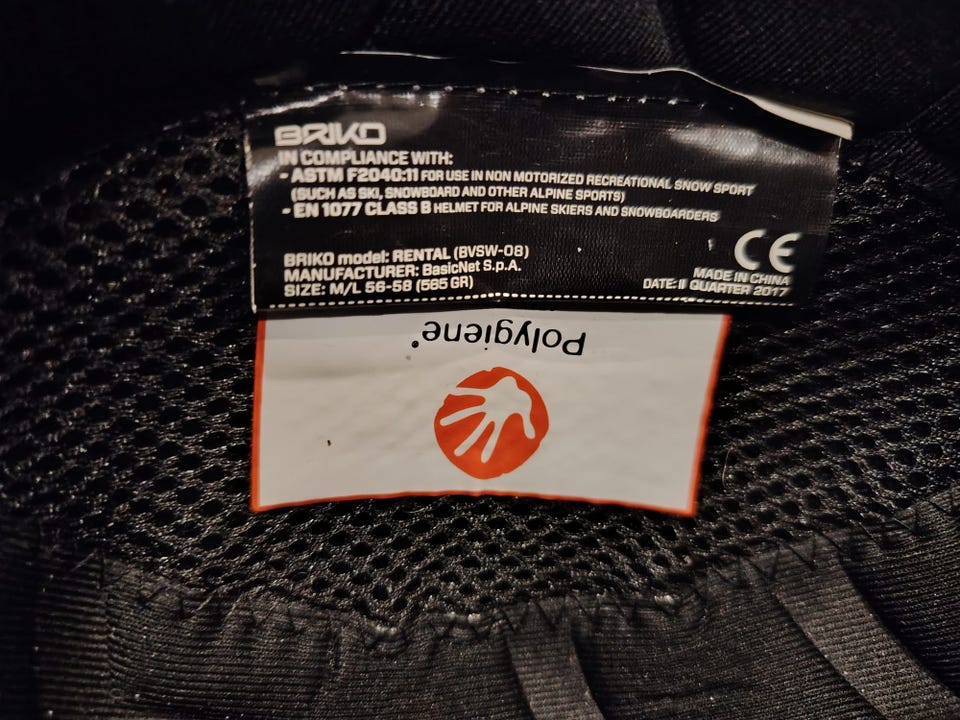 BRIKO
IN COMPLIANCE WITH:
- ASTM F2040:11 FOR USE IN NON MOTORIZED RECREATIONAL SNOW SPORT
(SUCH AS SKI, SNOWBOARD AND OTHER ALPINE SPORTS)
- EN 1077 CLASS B HELMET FOR ALPINE SKIERS AND SNOWBOARDERS
BRIKO model: RENTAL (BVSW-08)
MANUFACTURER: BasicNet S.p.A.
SIZE: M/L 56-58 (585 GR)
CE
MADE IN CHINA
DATE: II QUARTER 2017
Polygiene®